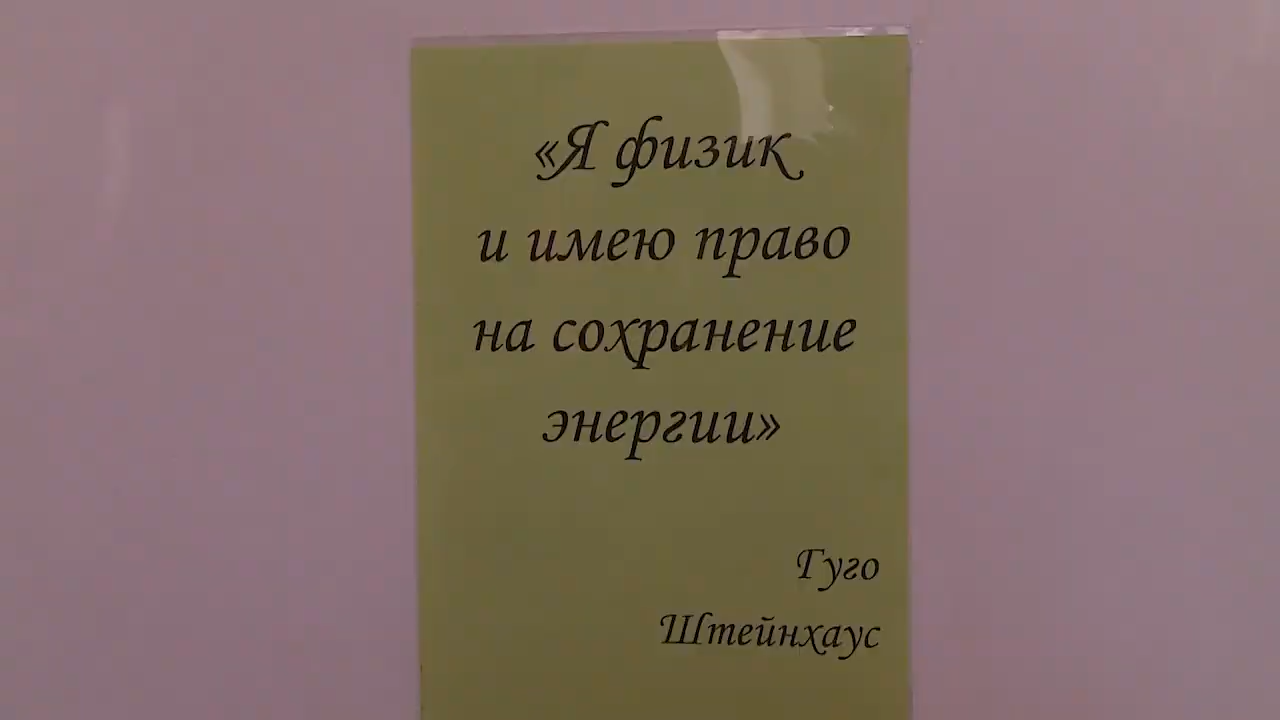 «Я физик
и имею право
на сохранение
энергии»
Гуго
Штейнхаус